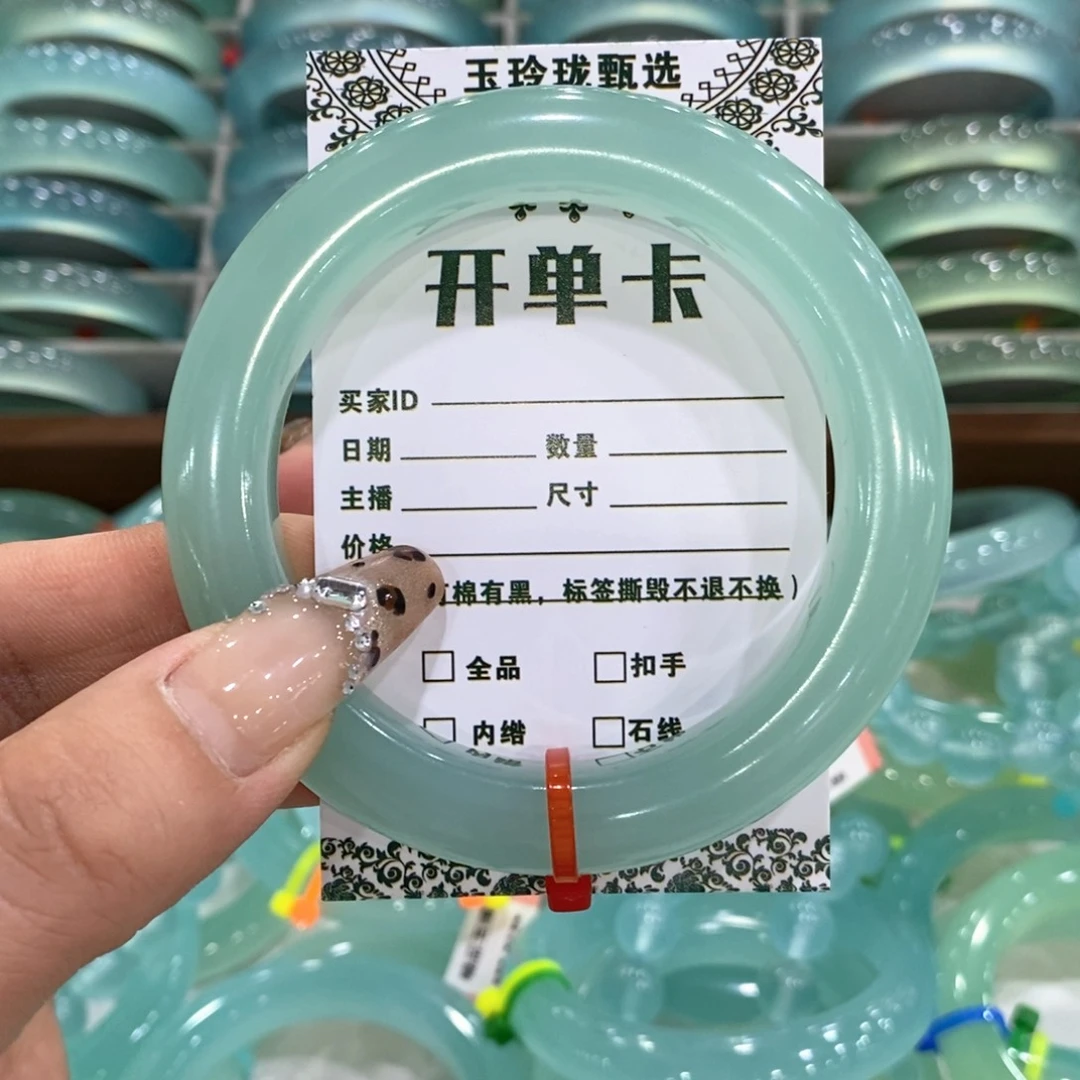 玉玲珑甄选
开单卡
买家ID
日期 数量
主播 尺寸
价格
棉有黑，标签撕毁不退不换）
全品 扣手
内缮 石线